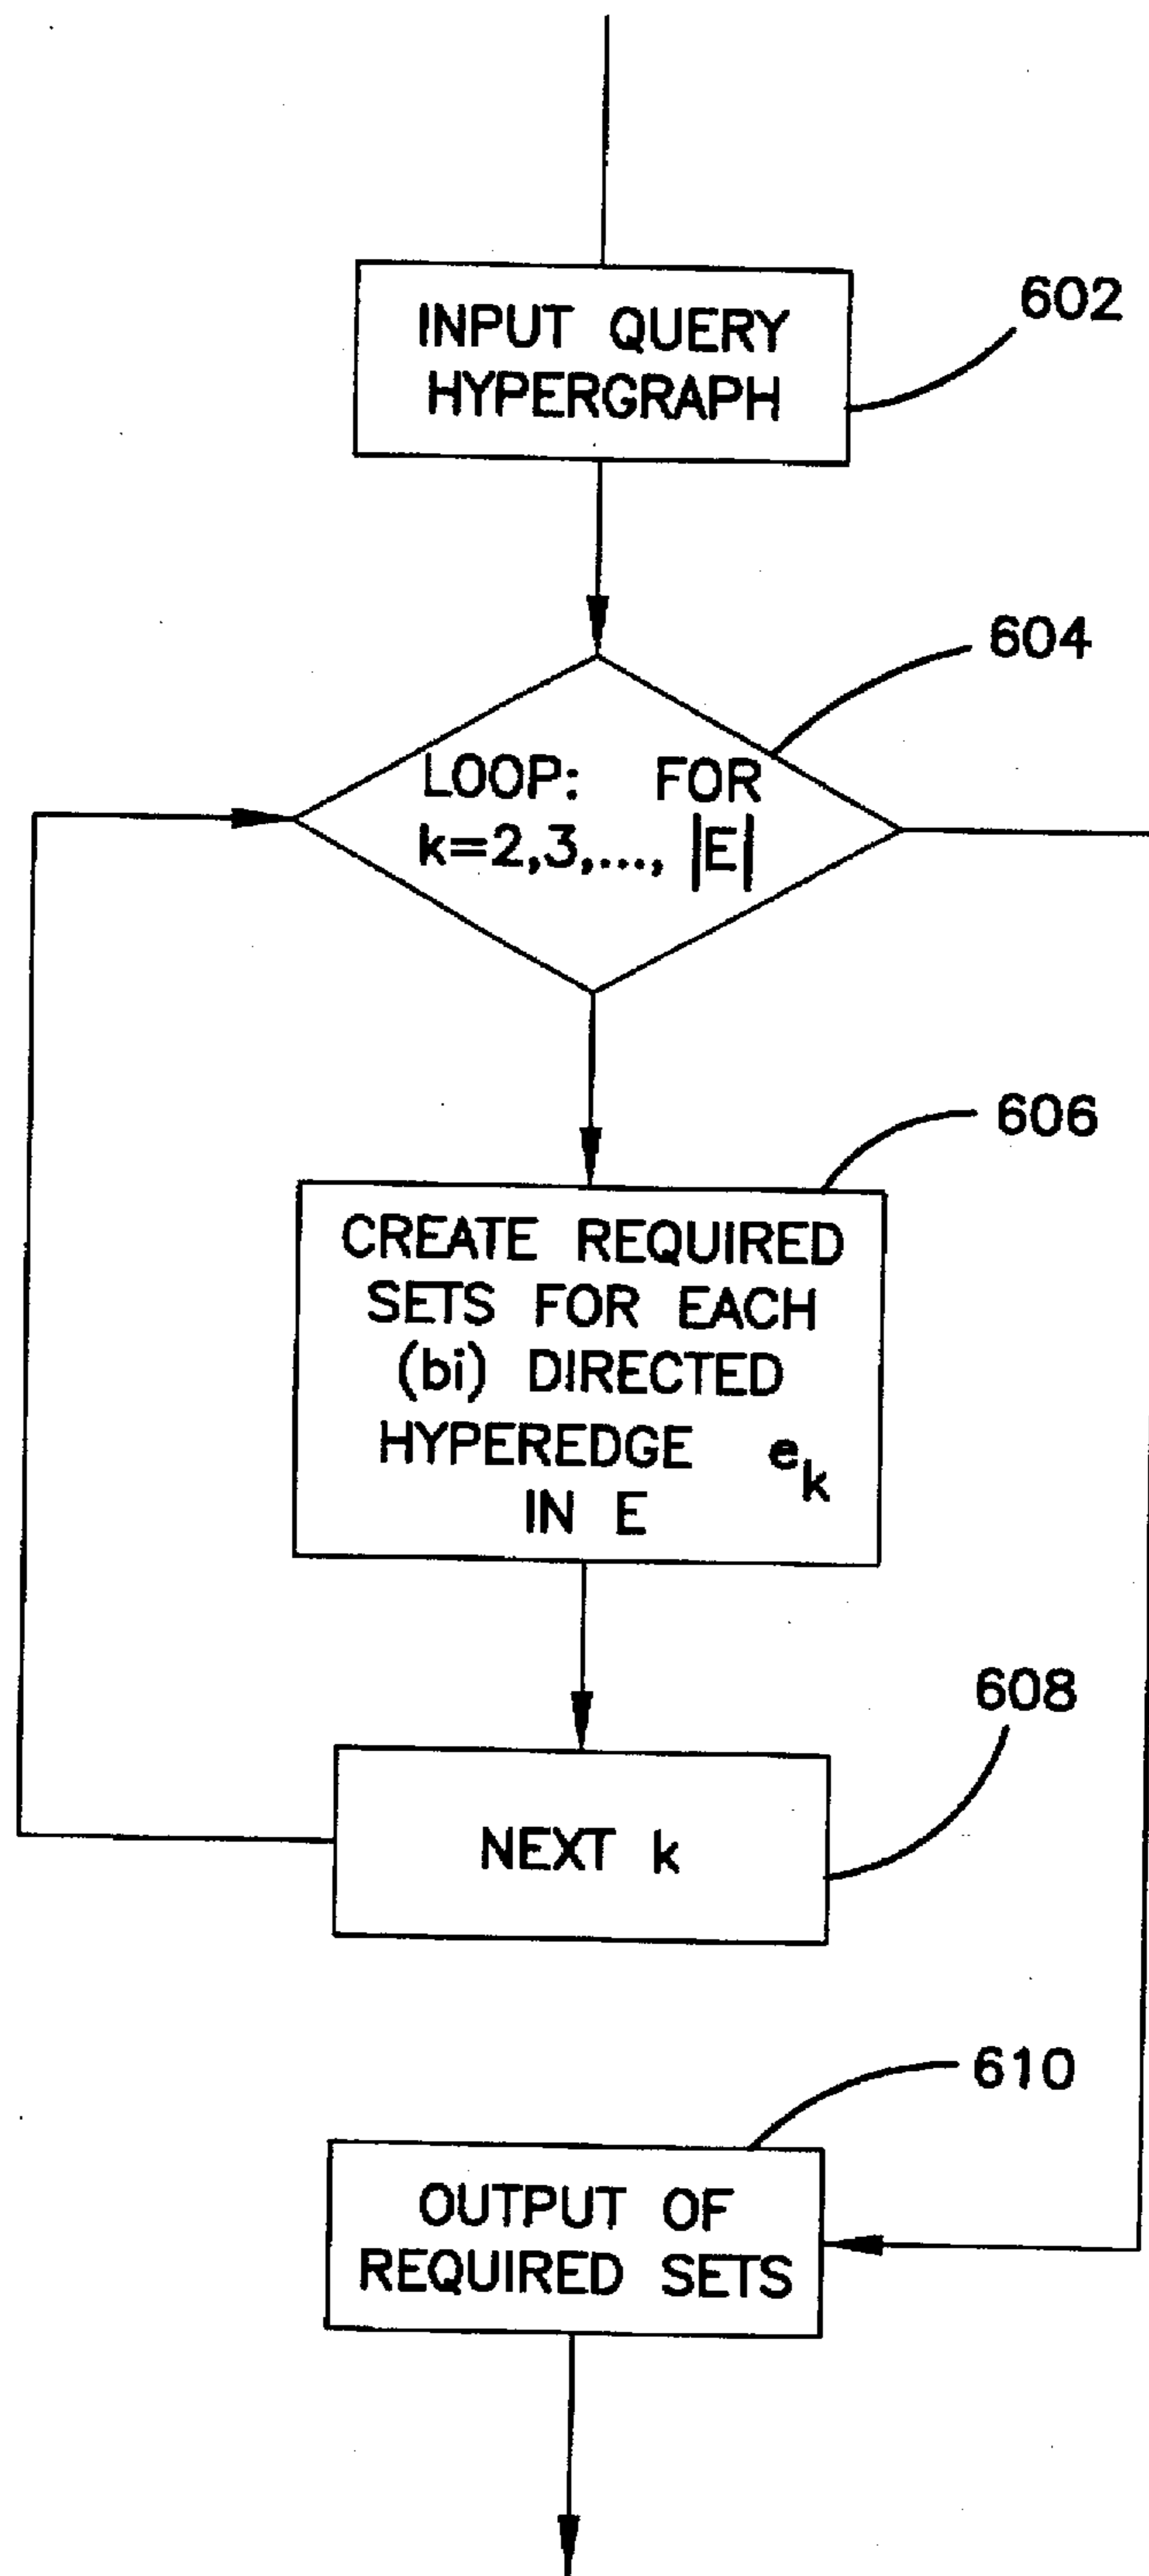 INPUT QUERY
HYPERGRAPH
602
604
LOOP: FOR
k=2,3,..., |E|
606
CREATE REQUIRED
SETS FOR EACH
(bi) DIRECTED
HYPEREDGE e_k
IN E
608
NEXT k
610
OUTPUT OF
REQUIRED SETS